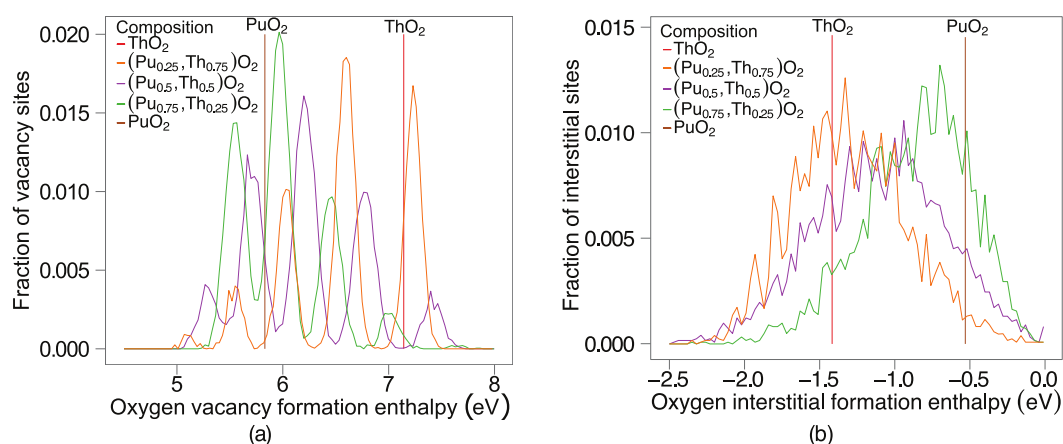 PuO₂ ThO₂
Composition
ThO₂
(Pu₀.₂₅,Th₀.₇₅)O₂
(Pu₀.₅,Th₀.₅)O₂
(Pu₀.₇₅,Th₀.₂₅)O₂
PuO₂
0.020
0.015
0.010
0.005
0.000
Fraction of vacancy sites
5 6 7 8
Oxygen vacancy formation enthalpy (eV)
(a)
ThO₂ PuO₂
Composition
ThO₂
(Pu₀.₂₅,Th₀.₇₅)O₂
(Pu₀.₅,Th₀.₅)O₂
(Pu₀.₇₅,Th₀.₂₅)O₂
PuO₂
0.015
0.010
0.005
0.000
Fraction of interstitial sites
−2.5 −2.0 −1.5 −1.0 −0.5 0.0
Oxygen interstitial formation enthalpy (eV)
(b)